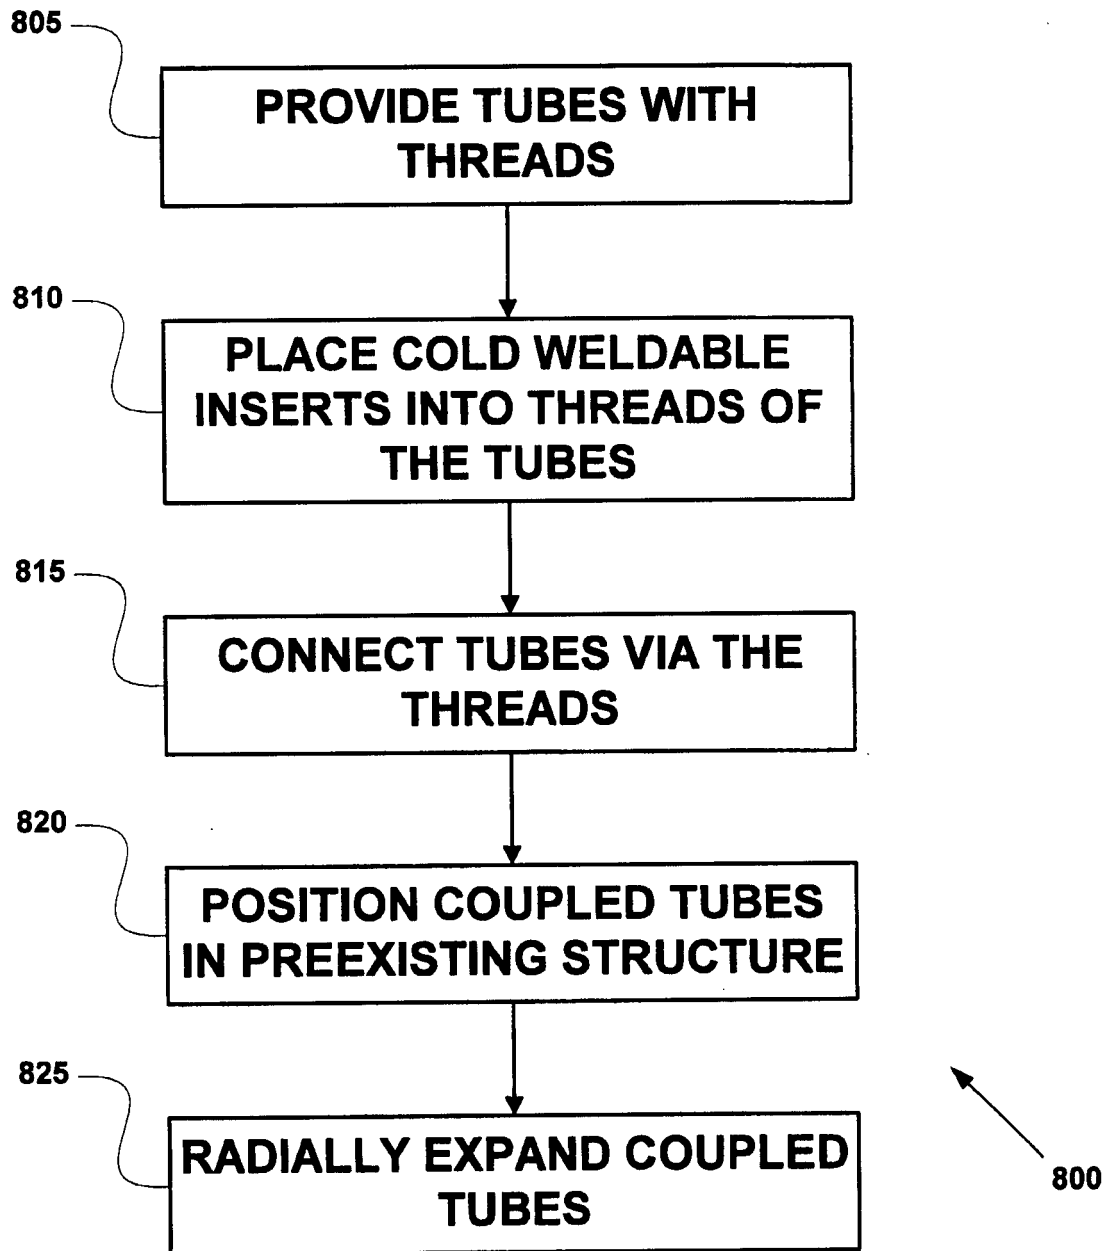 805
PROVIDE TUBES WITH
THREADS
810
PLACE COLD WELDABLE
INSERTS INTO THREADS OF
THE TUBES
815
CONNECT TUBES VIA THE
THREADS
820
POSITION COUPLED TUBES
IN PREEXISTING STRUCTURE
825
RADIALLY EXPAND COUPLED
TUBES
800